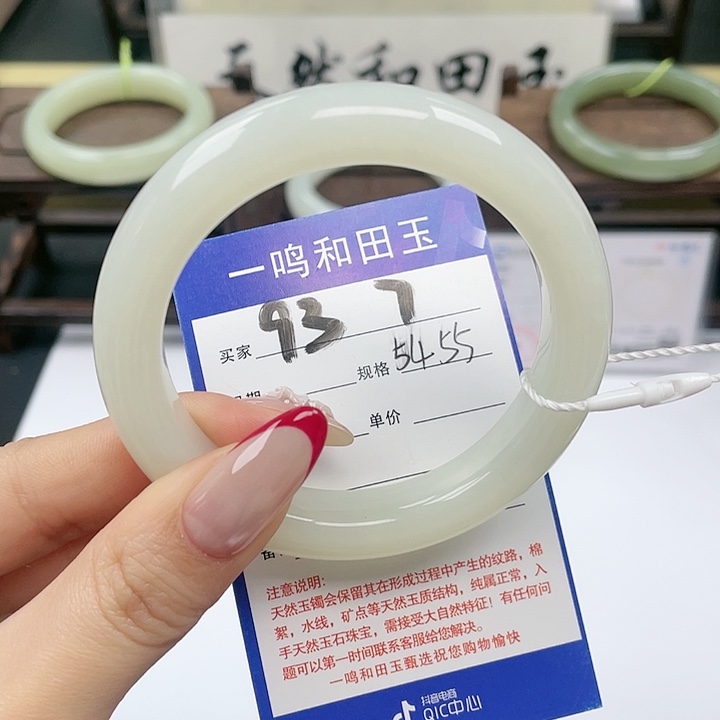 天然和田玉
一鸣和田玉
买家 93 7
规格 54.55
单价
注意说明:
天然玉镯会保留其在形成过程中产生的纹路，棉
絮，水线，矿点等天然玉质结构，纯属正常，入
手天然玉石珠宝，需接受大自然特征！有任何问
题可以第一时间联系客服给您解决。
一鸣和田玉甄选祝您购物愉快
抖音电商
QIC中心